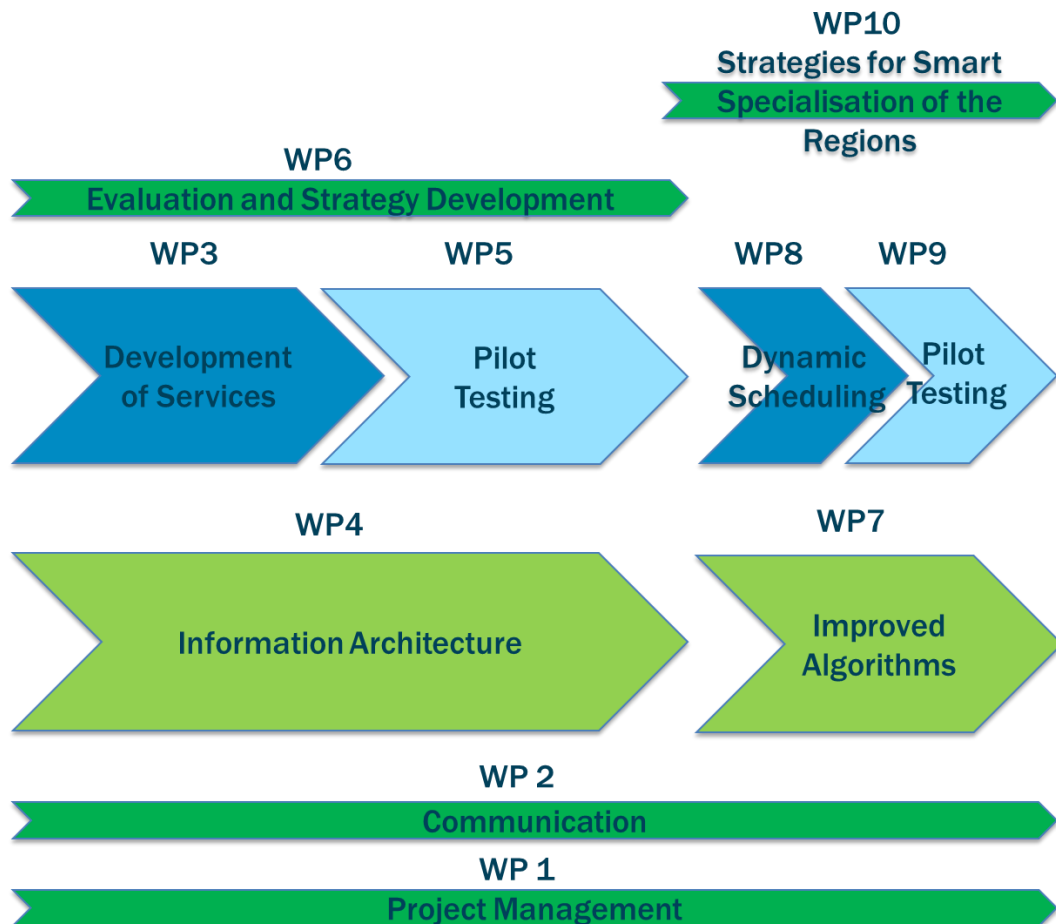 WP10
Strategies for Smart
Specialisation of the
Regions
WP6
Evaluation and Strategy Development
WP3
WP5
WP8
WP9
Development
of Services
Pilot
Testing
Dynamic
Scheduling
Pilot
Testing
WP4
WP7
Information Architecture
Improved
Algorithms
WP 2
Communication
WP 1
Project Management